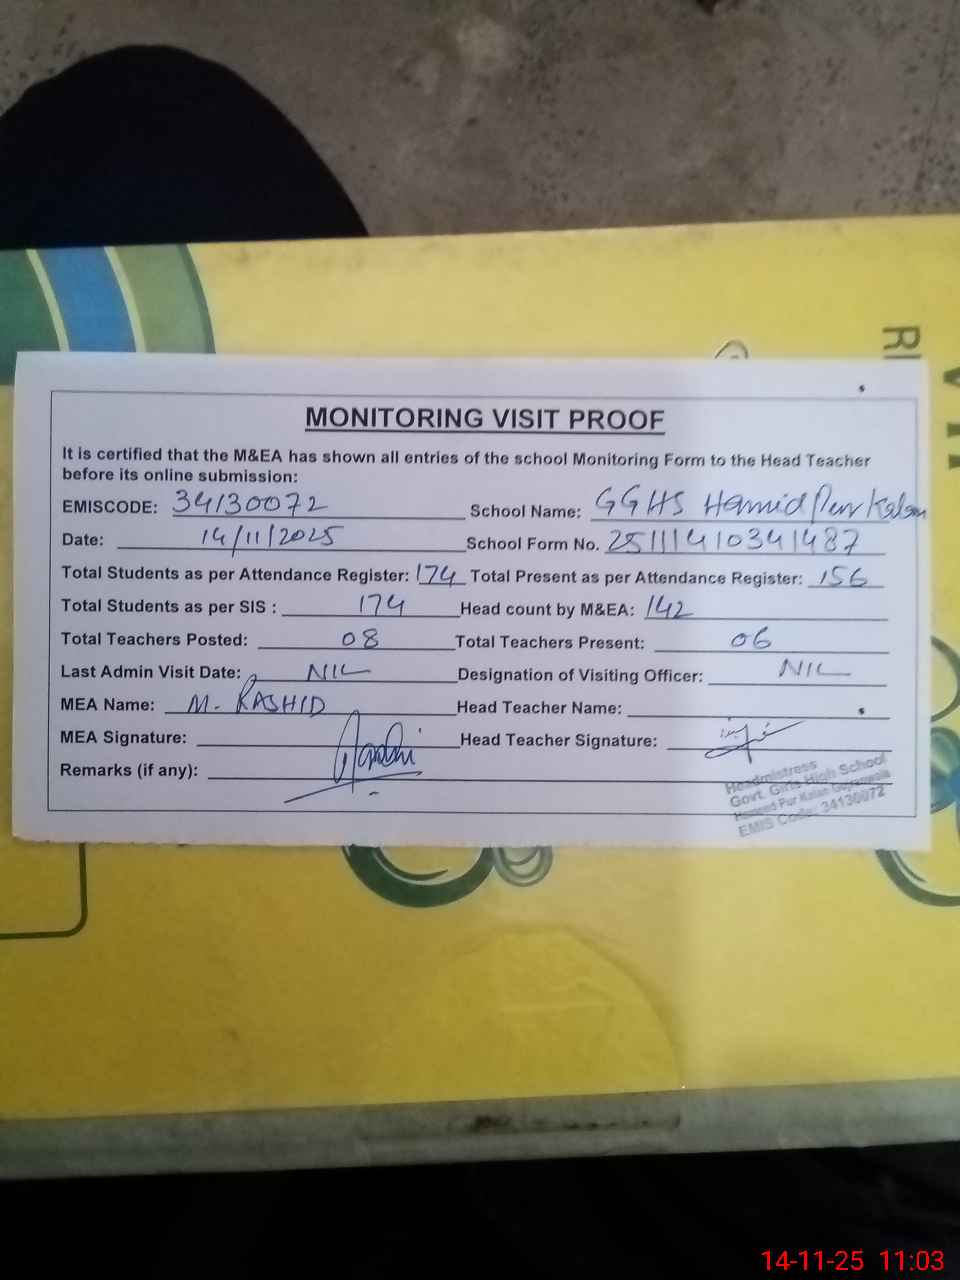 RI
MONITORING VISIT PROOF
It is certified that the M&EA has shown all entries of the school Monitoring Form to the Head Teacher
before its online submission:
EMISCODE: 34130072 School Name: GGHS Hamid Pur Kalan
Date: 14/11/2025 School Form No. 25111410341487
Total Students as per Attendance Register: 174 Total Present as per Attendance Register: 156
Total Students as per SIS : 174 Head count by M&EA: 142
Total Teachers Posted: 08 Total Teachers Present: 06
Last Admin Visit Date: NIL Designation of Visiting Officer: NIL
MEA Name: M. RASHID Head Teacher Name:
MEA Signature: Head Teacher Signature:
Remarks (if any):
Headmistress
Govt. Girls High School
Hameed Pur Kalan Gujranwala
EMIS Code: 34130072
14-11-25 11:03